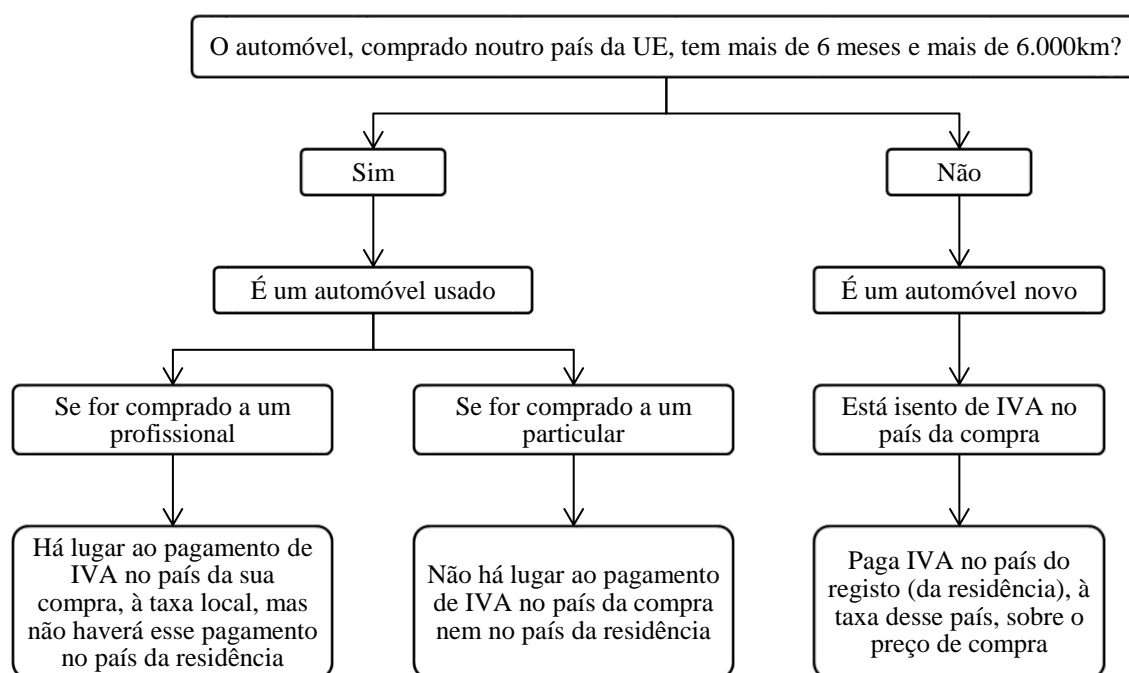 O automóvel, comprado noutro país da UE, tem mais de 6 meses e mais de 6.000km?
Sim
Não
É um automóvel usado
É um automóvel novo
Se for comprado a um
profissional
Se for comprado a um
particular
Está isento de IVA no
país da compra
Há lugar ao pagamento de
IVA no país da sua
compra, à taxa local, mas
não haverá esse pagamento
no país da residência
Não há lugar ao pagamento
de IVA no país da compra
nem no país da residência
Paga IVA no país do
registo (da residência), à
taxa desse país, sobre o
preço de compra